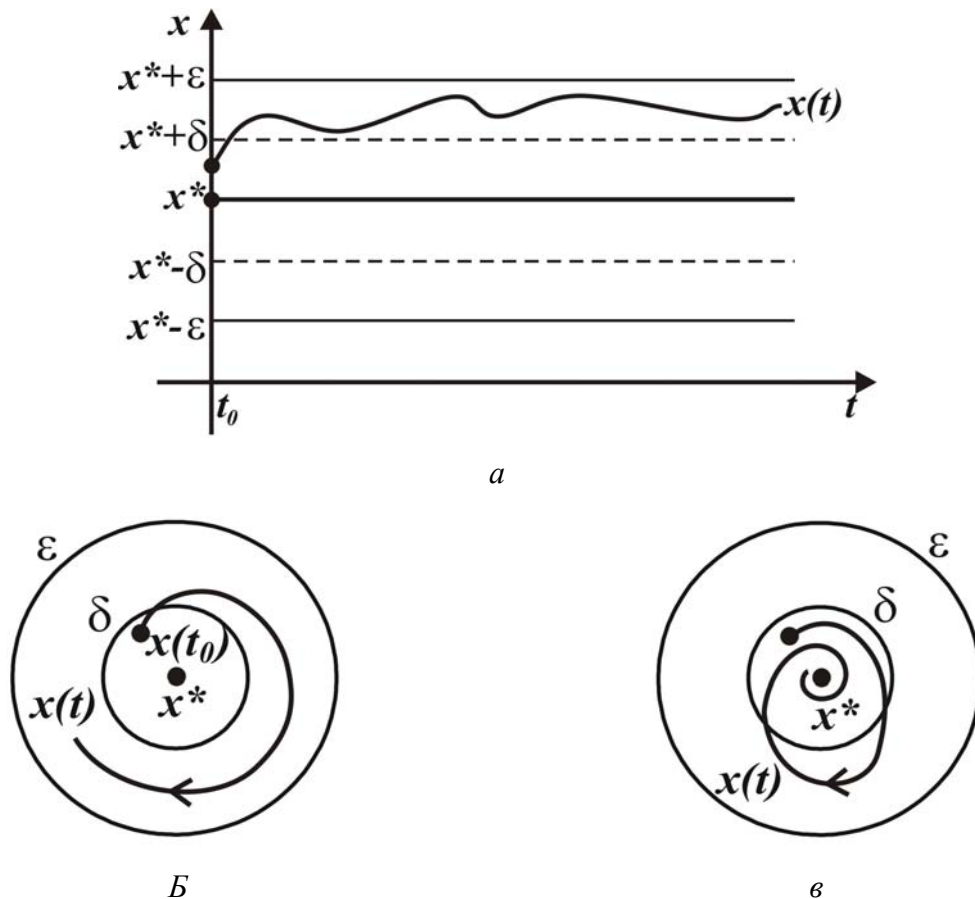 x
x*+ε
x(t)
x*+δ
x*
x*-δ
x*-ε
t₀ t
а
ε ε
δ δ
x(t₀)
x* x*
x(t) x(t)
Б в